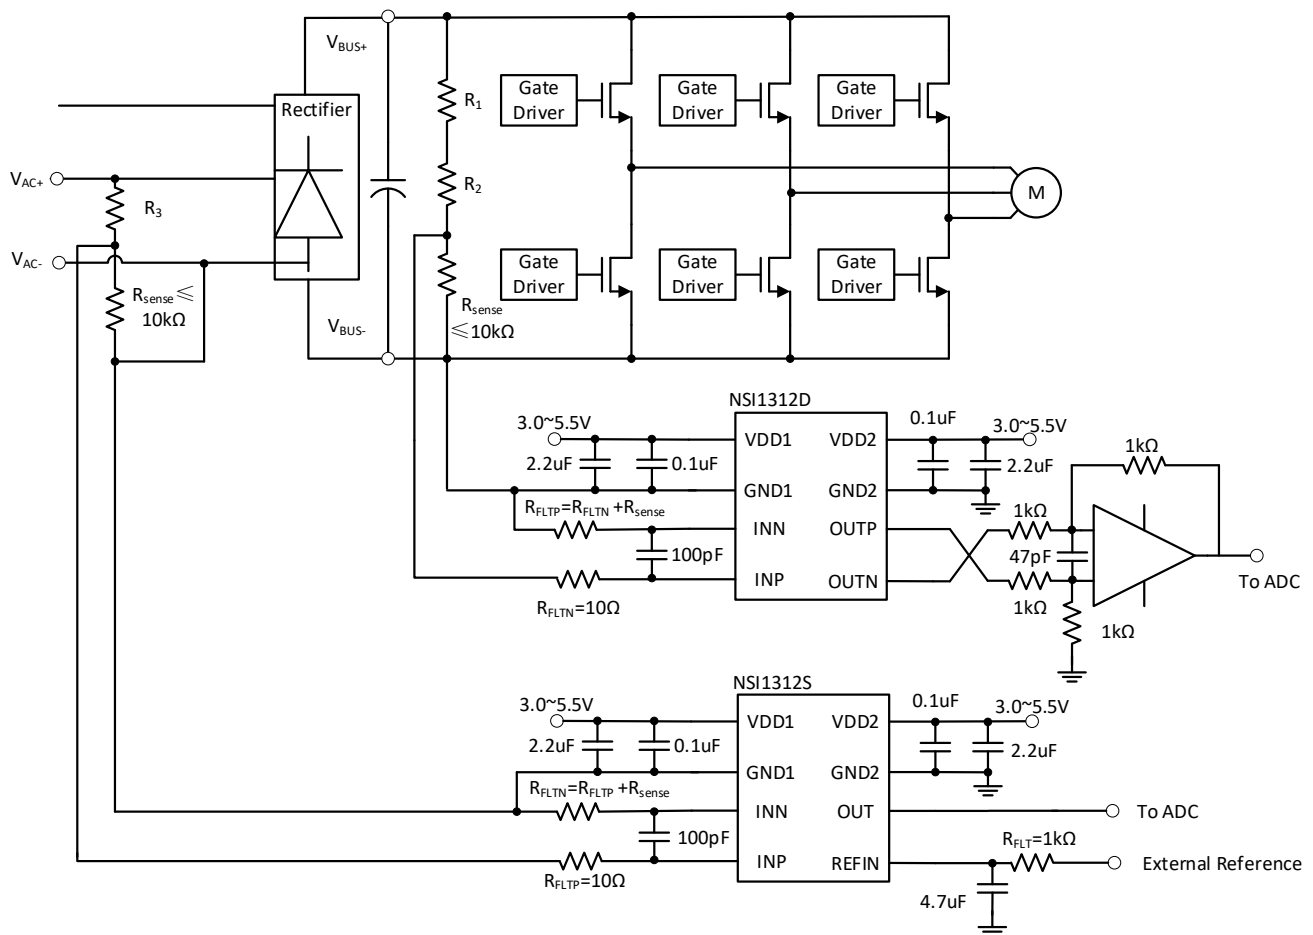 VBUS+
Rectifier
R1
Gate
Driver
Gate
Driver
Gate
Driver
VAC+
R3
R2
M
VAC-
Rsense ≤
10kΩ
VBUS-
Rsense
≤10kΩ
Gate
Driver
Gate
Driver
Gate
Driver
NSI1312D
3.0~5.5V
2.2uF
0.1uF
VDD1
GND1
INN
INP
VDD2
GND2
OUTP
OUTN
0.1uF
3.0~5.5V
2.2uF
RFLTP=RFLTN +Rsense
100pF
RFLTN=10Ω
1kΩ
1kΩ
47pF
1kΩ
1kΩ
To ADC
NSI1312S
3.0~5.5V
2.2uF
0.1uF
VDD1
GND1
INN
INP
VDD2
GND2
OUT
REFIN
0.1uF
3.0~5.5V
2.2uF
RFLTN=RFLTP +Rsense
100pF
RFLTP=10Ω
To ADC
RFLT=1kΩ
External Reference
4.7uF